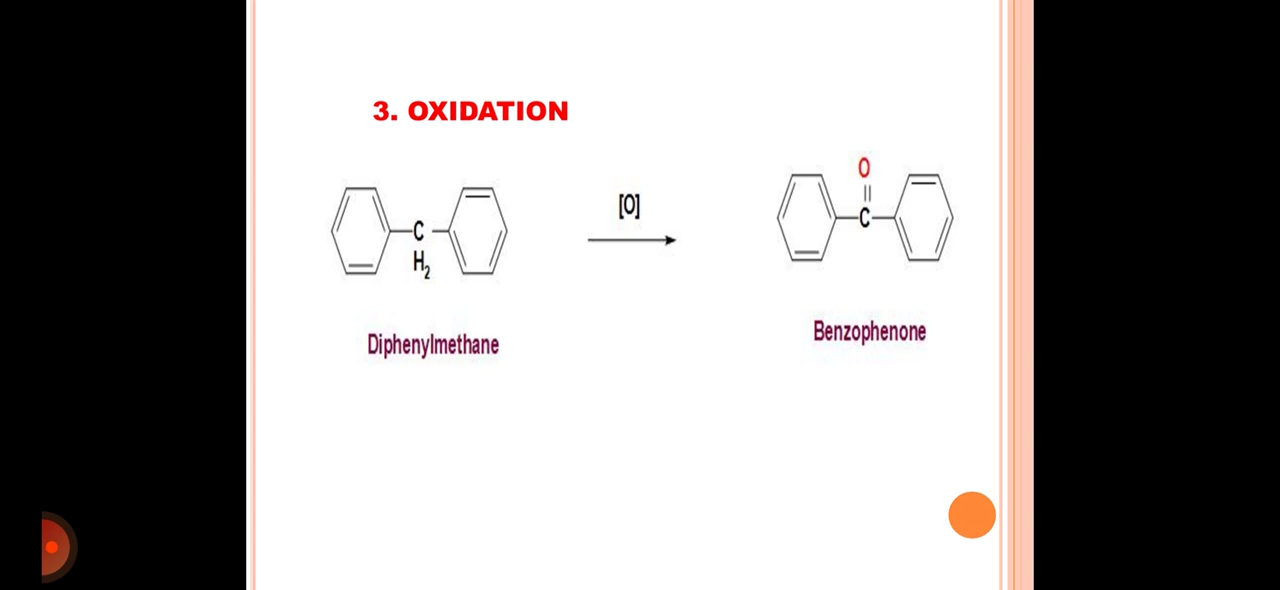 3. OXIDATION
O
[O]
C
C
H2
Benzophenone
Diphenylmethane